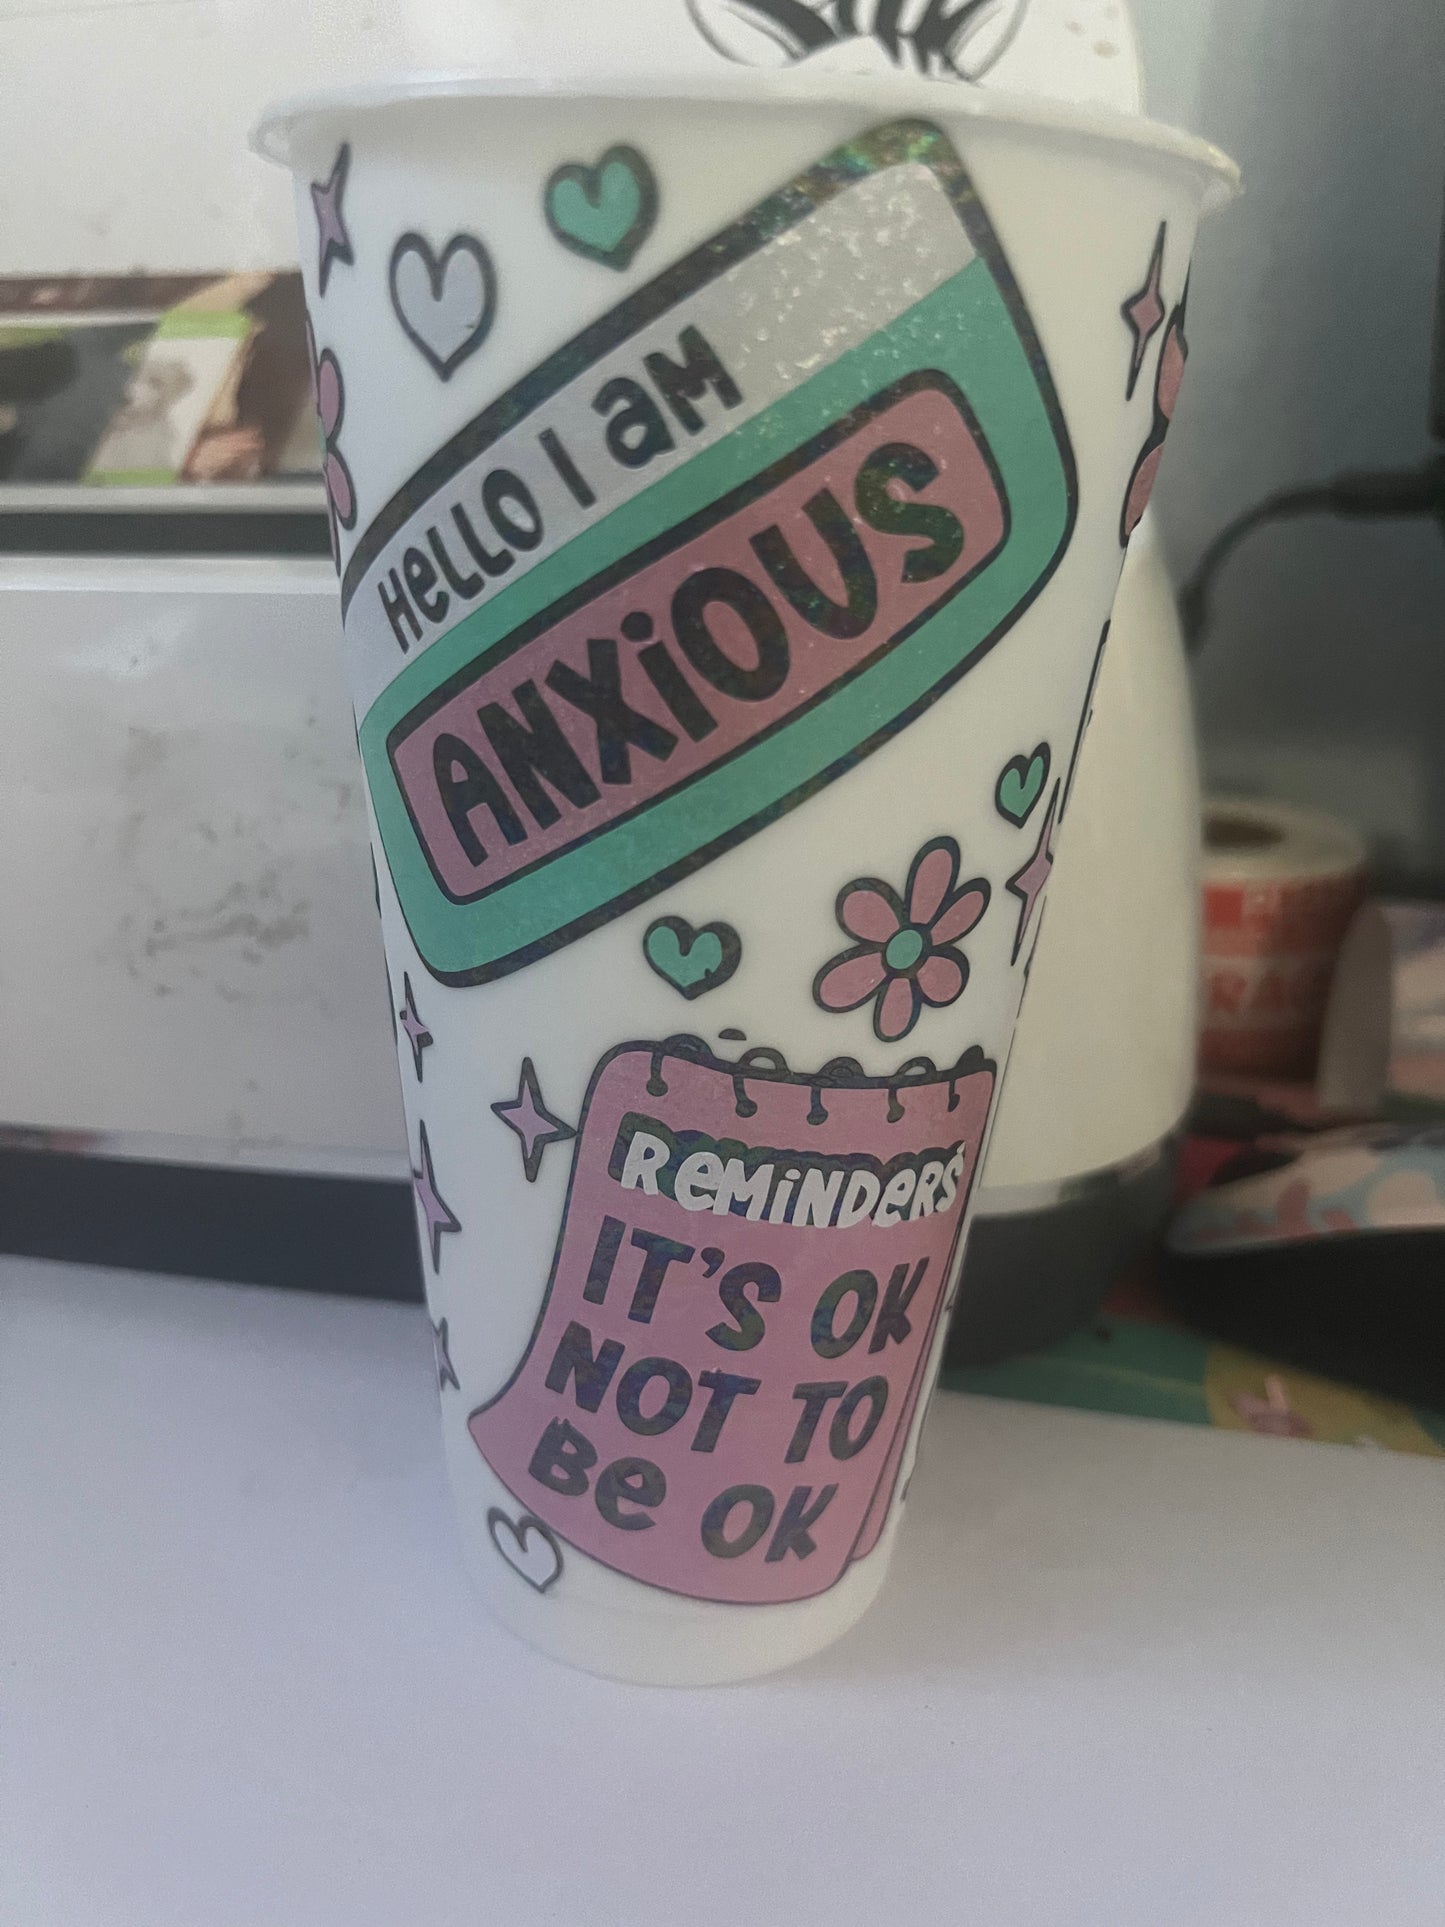 Hello I aM
ANXiOUS
ReMiNDeRS
IT'S OK
NOT TO
Be OK